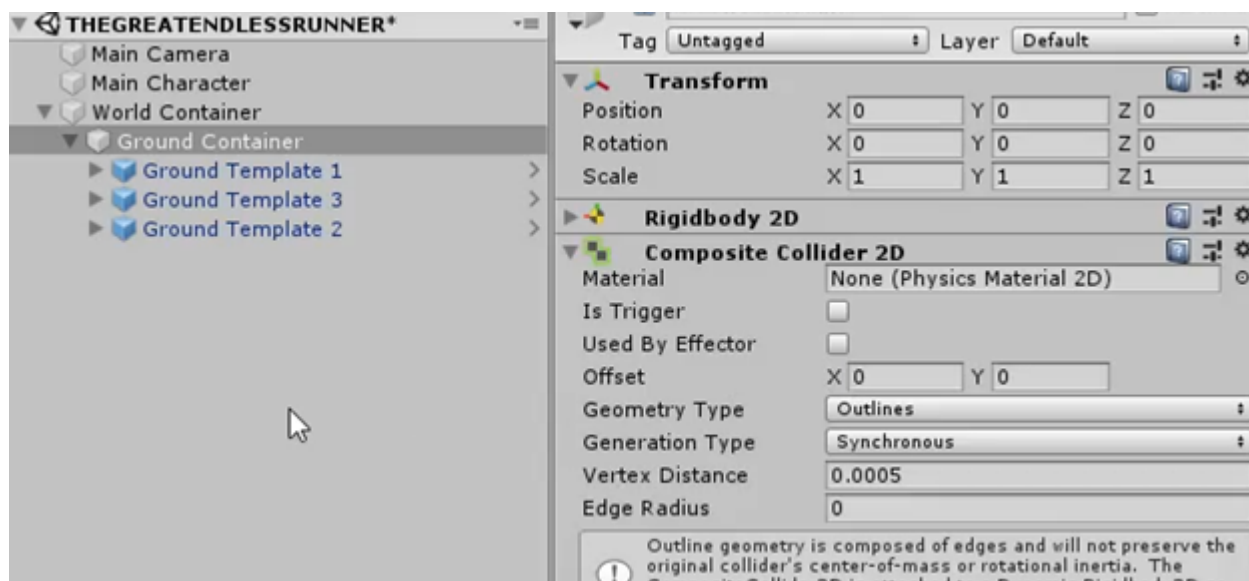 THEGREATENDLESSRUNNER*
Main Camera
Main Character
World Container
Ground Container
Ground Template 1
Ground Template 3
Ground Template 2
Tag Untagged Layer Default
Transform
Position X 0 Y 0 Z 0
Rotation X 0 Y 0 Z 0
Scale X 1 Y 1 Z 1
Rigidbody 2D
Composite Collider 2D
Material None (Physics Material 2D)
Is Trigger
Used By Effector
Offset X 0 Y 0
Geometry Type Outlines
Generation Type Synchronous
Vertex Distance 0.0005
Edge Radius 0
Outline geometry is composed of edges and will not preserve the
original collider's center-of-mass or rotational inertia. The